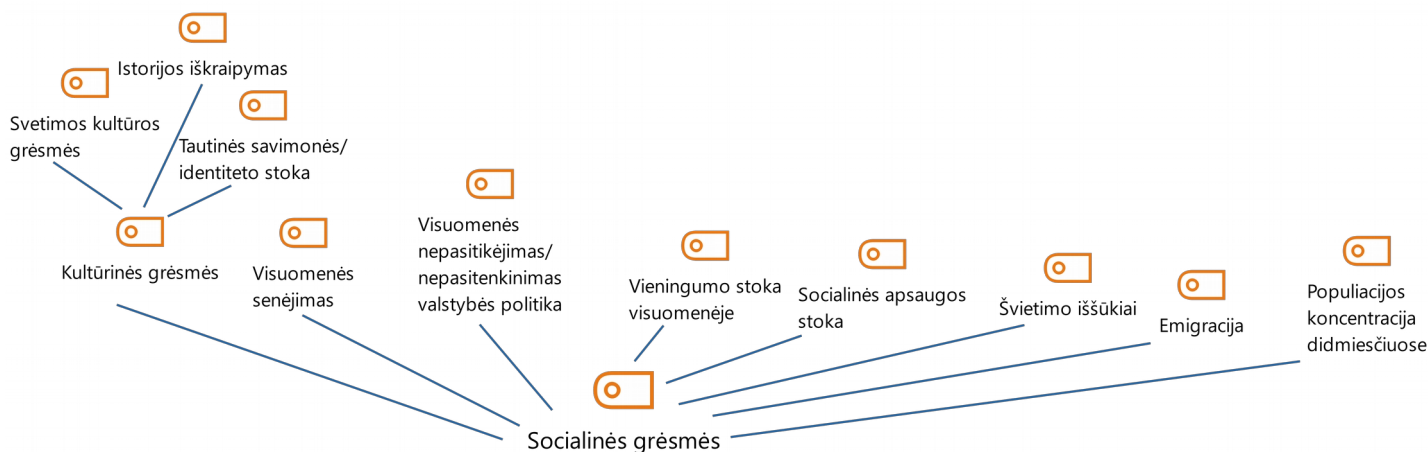 Istorijos iškraipymas
Svetimos kultūros
grėsmės
Tautinės savimonės/
identiteto stoka
Kultūrinės grėsmės
Visuomenės
senėjimas
Visuomenės
nepasitikėjimas/
nepasitenkinimas
valstybės politika
Vieningumo stoka
visuomenėje
Socialinės apsaugos
stoka
Švietimo iššūkiai
Emigracija
Populiacijos
koncentracija
didmiesčiuose
Socialinės grėsmės